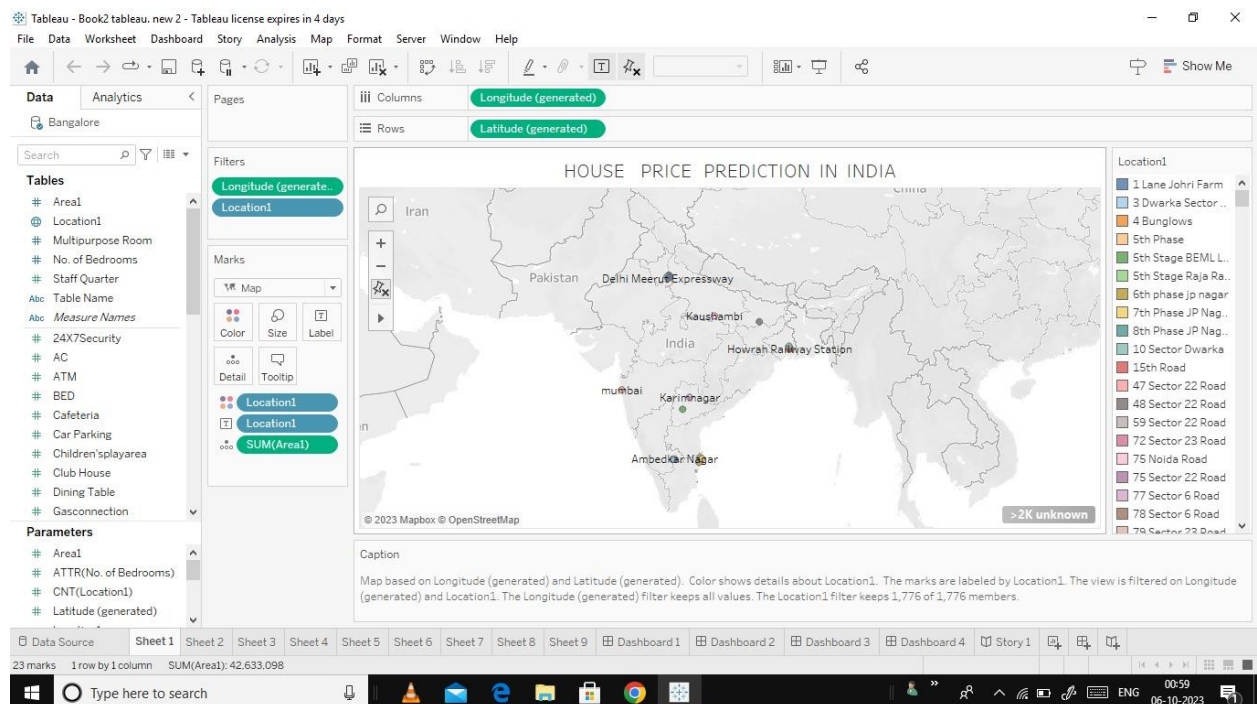 Tableau - Book2 tableau. new 2 - Tableau license expires in 4 days
File Data Worksheet Dashboard Story Analysis Map Format Server Window Help
Show Me
Data Analytics
Bangalore
Search
Tables
Area1
Location1
Multipurpose Room
No. of Bedrooms
Staff Quarter
Abc Table Name
Abc Measure Names
24X7Security
AC
ATM
BED
Cafeteria
Car Parking
Children'splayarea
Club House
Dining Table
Gasconnection
Parameters
Area1
ATTR(No. of Bedrooms)
CNT(Location1)
Latitude (generated)
Pages
Filters
Longitude (generate..
Location1
Marks
Map
Color Size Label
Detail Tooltip
Location1
Location1
SUM(Area1)
Columns Longitude (generated)
Rows Latitude (generated)
HOUSE PRICE PREDICTION IN INDIA
Iran
China
Pakistan
Delhi Meerut Expressway
Kaushambi
India
Howrah Railway Station
mumbai
Karimnagar
Ambedkar Nagar
© 2023 Mapbox © OpenStreetMap
>2K unknown
Location1
1 Lane Johri Farm
3 Dwarka Sector ..
4 Bunglows
5th Phase
5th Stage BEML L..
5th Stage Raja Ra..
6th phase jp nagar
7th Phase JP Nag..
8th Phase JP Nag..
10 Sector Dwarka
15th Road
47 Sector 22 Road
48 Sector 22 Road
59 Sector 22 Road
72 Sector 23 Road
75 Noida Road
75 Sector 22 Road
77 Sector 6 Road
78 Sector 6 Road
79 Sector 23 Road
Caption
Map based on Longitude (generated) and Latitude (generated). Color shows details about Location1. The marks are labeled by Location1. The view is filtered on Longitude
(generated) and Location1. The Longitude (generated) filter keeps all values. The Location1 filter keeps 1,776 of 1,776 members.
Data Source Sheet 1 Sheet 2 Sheet 3 Sheet 4 Sheet 5 Sheet 6 Sheet 7 Sheet 8 Sheet 9 Dashboard 1 Dashboard 2 Dashboard 3 Dashboard 4 Story 1
23 marks 1 row by 1 column SUM(Area1): 42,633,098
Type here to search
ENG
00:59
06-10-2023